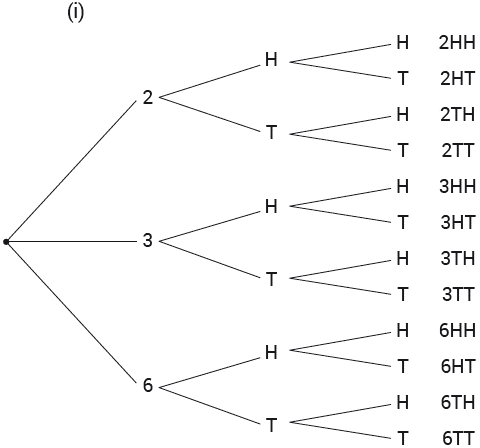 (i)
H 2HH
H
T 2HT
2
H 2TH
T
T 2TT
H 3HH
H
T 3HT
3
H 3TH
T
T 3TT
H 6HH
H
T 6HT
6
H 6TH
T
T 6TT